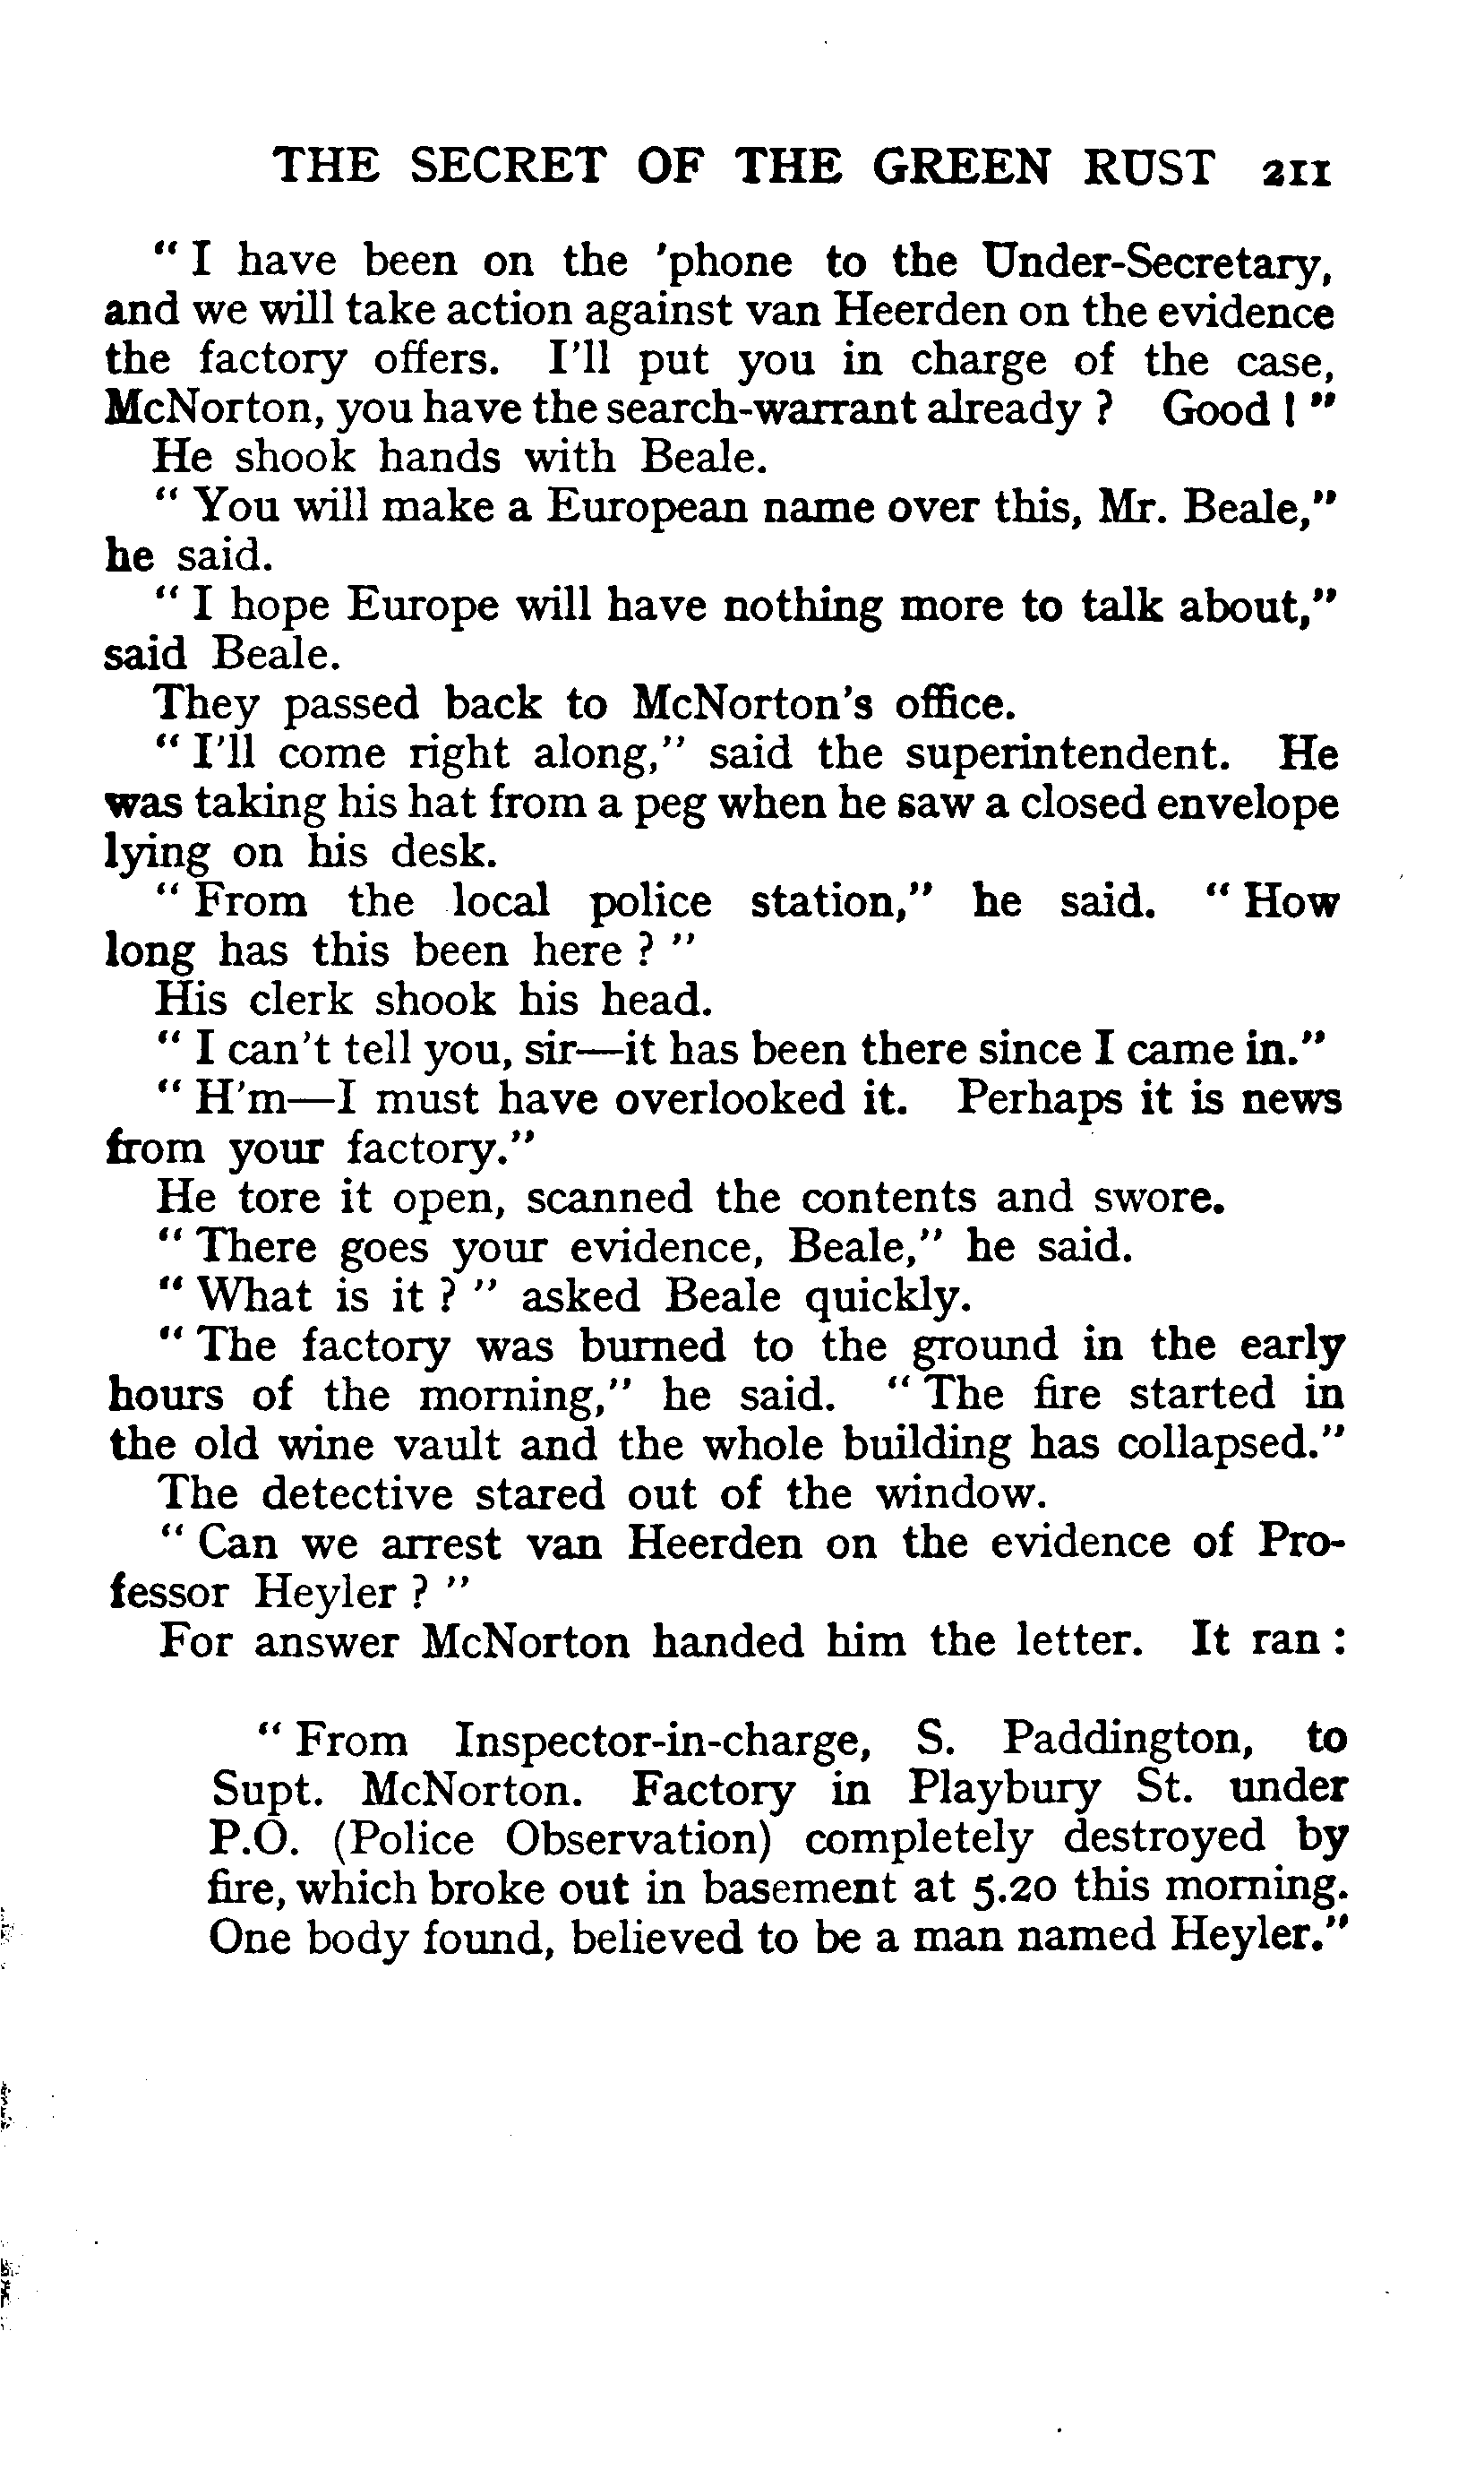 THE SECRET OF THE GREEN RUST 211
" I have been on the 'phone to the Under-Secretary,
and we will take action against van Heerden on the evidence
the factory offers. I'll put you in charge of the case,
McNorton, you have the search-warrant already ? Good ! "
He shook hands with Beale.
" You will make a European name over this, Mr. Beale,"
he said.
" I hope Europe will have nothing more to talk about,"
said Beale.
They passed back to McNorton's office.
" I'll come right along," said the superintendent. He
was taking his hat from a peg when he saw a closed envelope
lying on his desk.
" From the local police station," he said. " How
long has this been here ? "
His clerk shook his head.
" I can't tell you, sir—it has been there since I came in."
" H'm—I must have overlooked it. Perhaps it is news
from your factory."
He tore it open, scanned the contents and swore.
" There goes your evidence, Beale," he said.
" What is it ? " asked Beale quickly.
" The factory was burned to the ground in the early
hours of the morning," he said. " The fire started in
the old wine vault and the whole building has collapsed."
The detective stared out of the window.
" Can we arrest van Heerden on the evidence of Pro-
fessor Heyler ? "
For answer McNorton handed him the letter. It ran :
" From Inspector-in-charge, S. Paddington, to
Supt. McNorton. Factory in Playbury St. under
P.O. (Police Observation) completely destroyed by
fire, which broke out in basement at 5.20 this morning.
One body found, believed to be a man named Heyler."